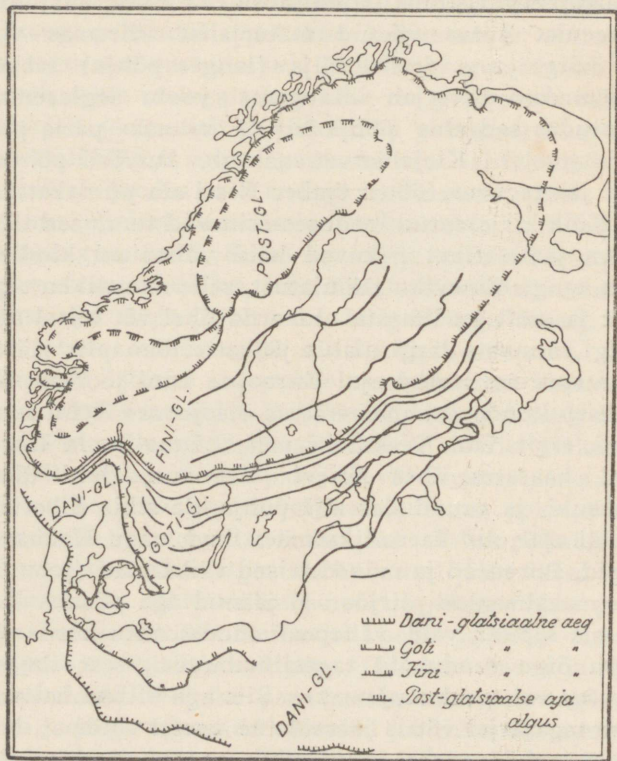 POST-GL.
FINI-GL.
DANI-GL.
GOTI-GL.
DANI GL.
Dani-glatsiaalne aeg
Goti " "
Fini " "
Post-glatsiaalse aja
algus